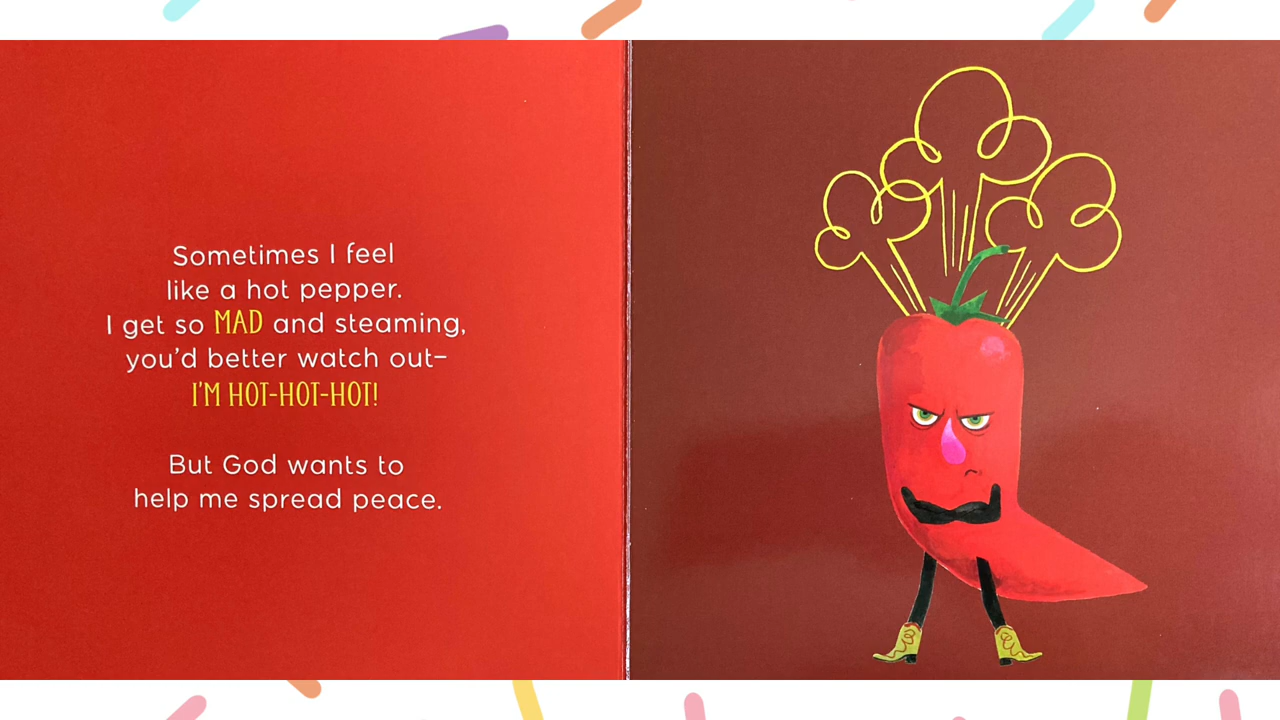 Sometimes I feel
like a hot pepper.
I get so MAD and steaming,
you'd better watch out–
I'M HOT-HOT-HOT!
But God wants to
help me spread peace.